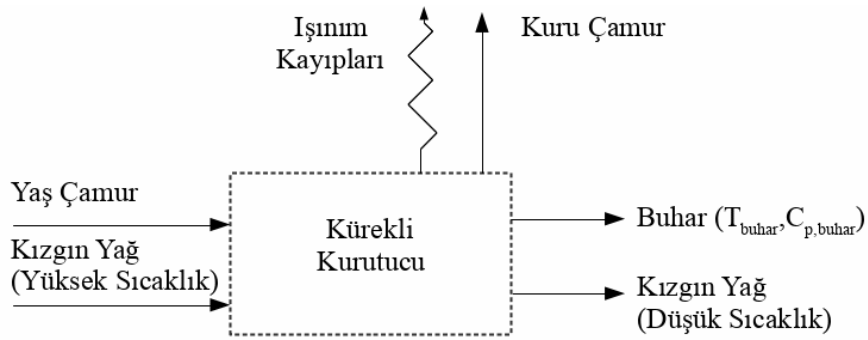 Işınım
Kayıpları
Kuru Çamur
Yaş Çamur
Kızgın Yağ
(Yüksek Sıcaklık)
Kürekli
Kurutucu
Buhar (T_buhar,C_p,buhar)
Kızgın Yağ
(Düşük Sıcaklık)